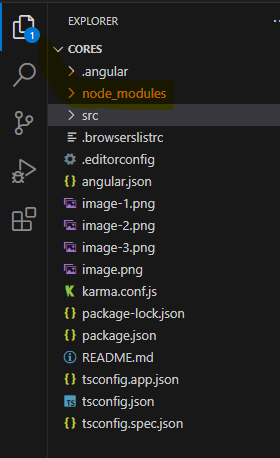 EXPLORER
1
CORES
.angular
node_modules
src
.browserslistrc
.editorconfig
angular.json
image-1.png
image-2.png
image-3.png
image.png
karma.conf.js
package-lock.json
package.json
README.md
tsconfig.app.json
TS
tsconfig.json
tsconfig.spec.json